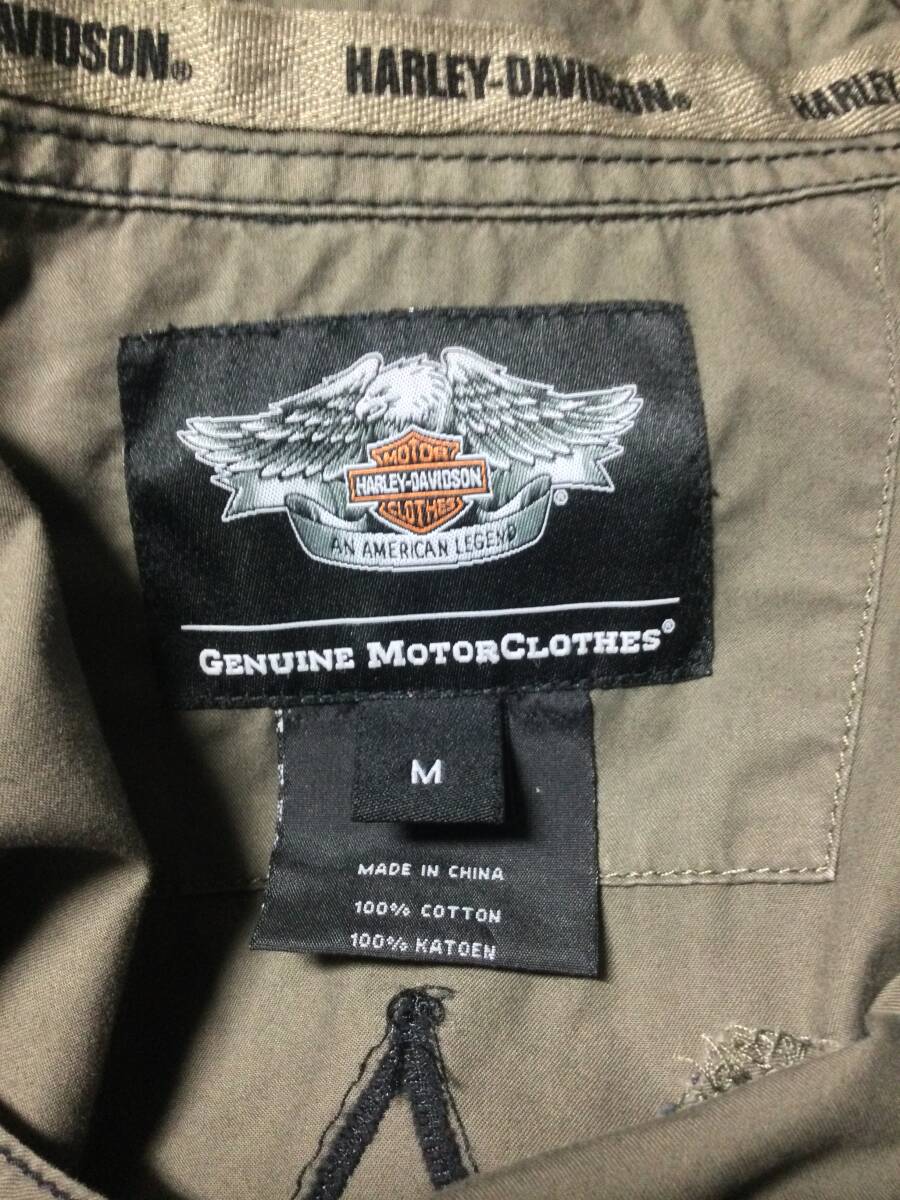 AVIDSON®
HARLEY-DAVIDSON®
HARLEY
MOTOR
HARLEY-DAVIDSON
CLOTHES
®
AN AMERICAN LEGEND
GENUINE MOTORCLOTHES®
M
MADE IN CHINA
100% COTTON
100% KATOEN